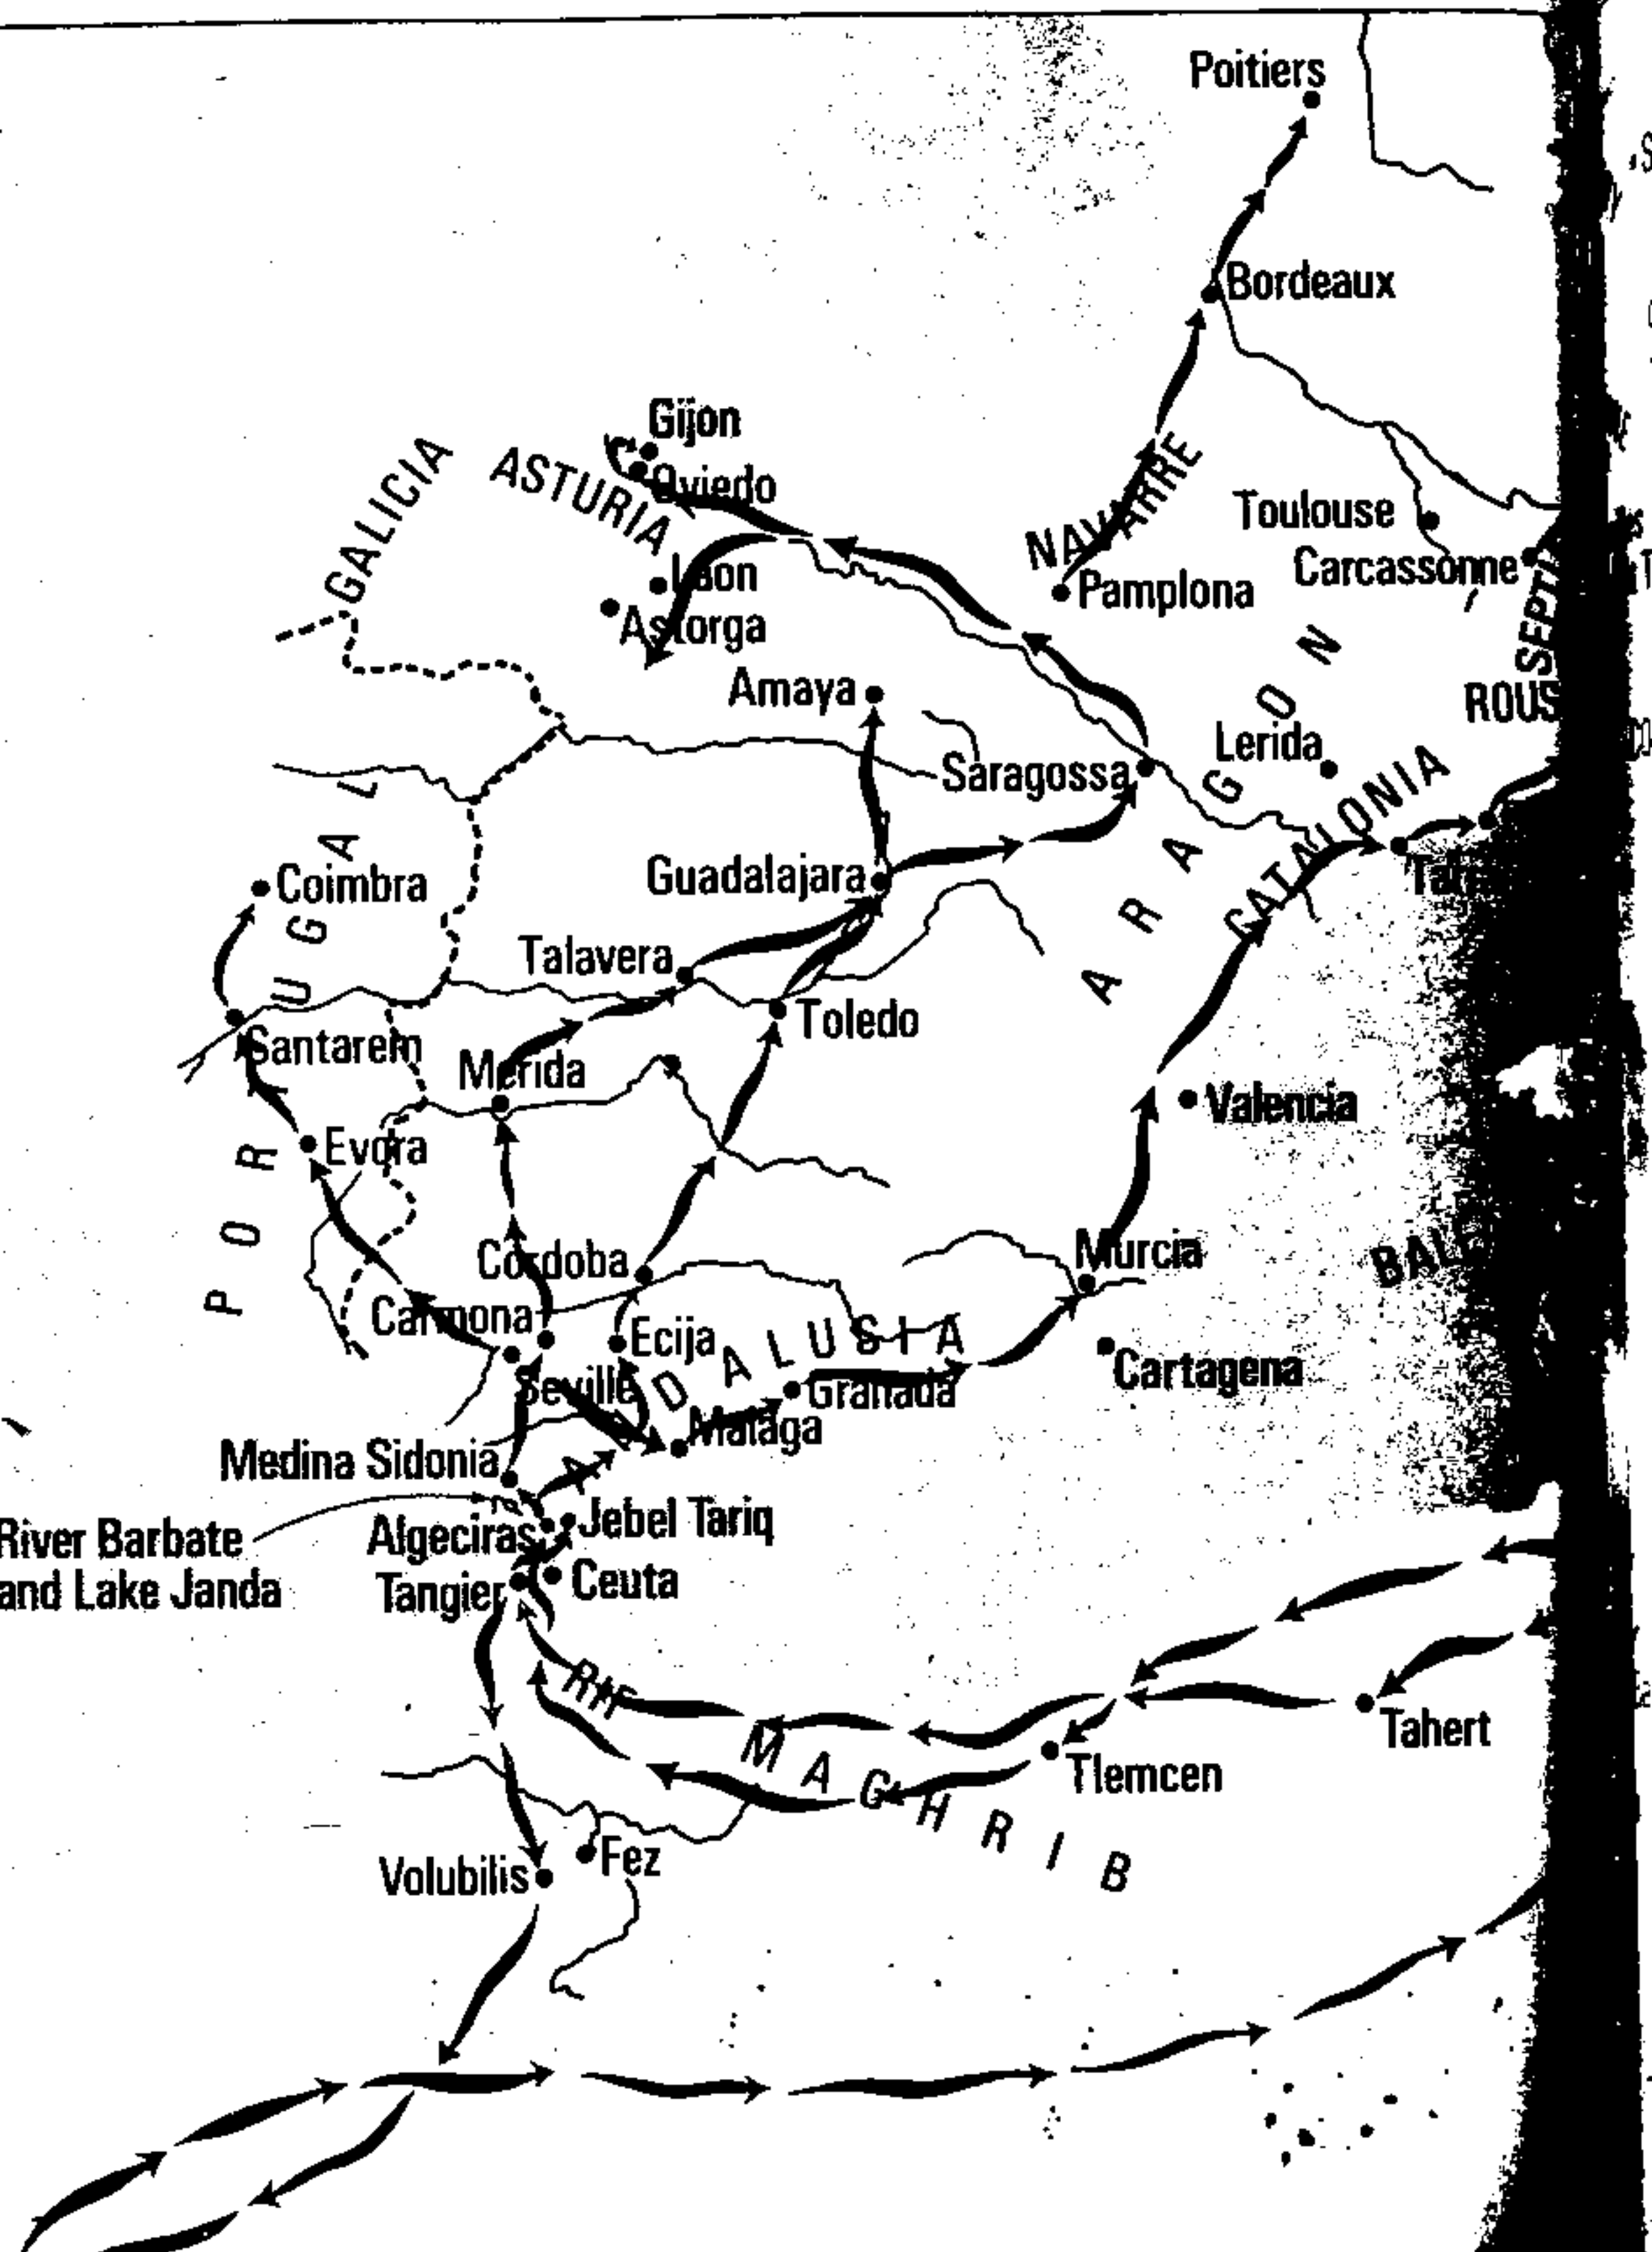 Poitiers
Bordeaux
Gijon
Oviedo
ASTURIA
GALICIA
Leon
Astorga
NAVARRE
Pamplona
Toulouse
Carcassonne
Amaya
Saragossa
Lerida
ARAGON
CATALONIA
Guadalajara
Coimbra
PORTUGAL
Talavera
Toledo
Santarem
Merida
Valencia
Evora
Cordoba
Murcia
Carmona
Ecija
Seville
ANDALUSIA
Granada
Cartagena
Malaga
Medina Sidonia
River Barbate
and Lake Janda
Algeciras
Jebel Tariq
Tangier
Ceuta
RIF
MAGHRIB
Tahert
Tlemcen
Fez
Volubilis